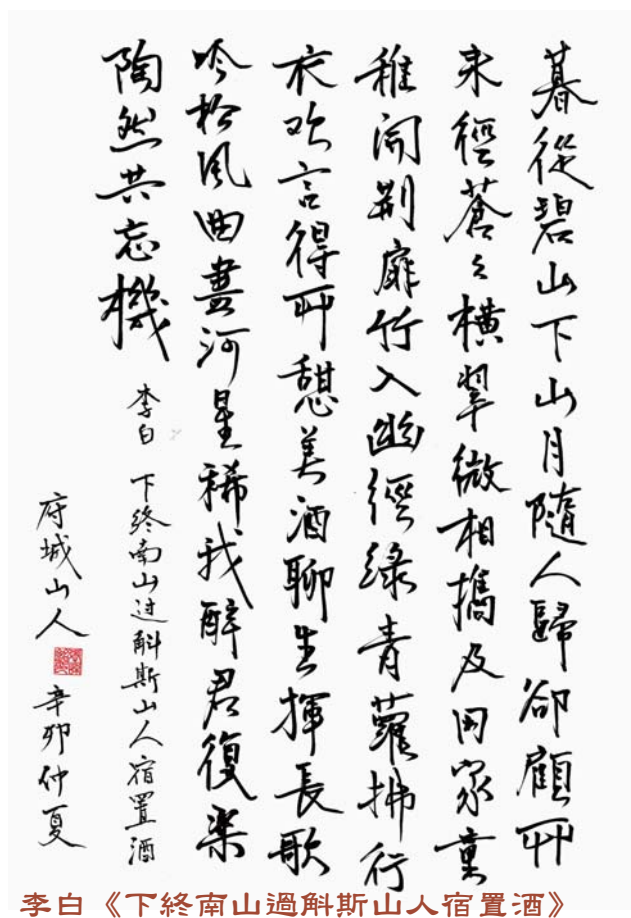 暮從碧山下山月隨人歸卻顧所
來徑蒼々橫翠微相攜及田家童
稚開荊扉竹入幽徑綠青蘿拂行
衣欢言得所憩美酒聊生揮長歌
吟松風曲盡河星稀我醉君復楽
陶然共忘機
李白 下終南山过斛斯山人宿置酒
府城山人 辛卯仲夏
李白《下終南山過斛斯山人宿置酒》